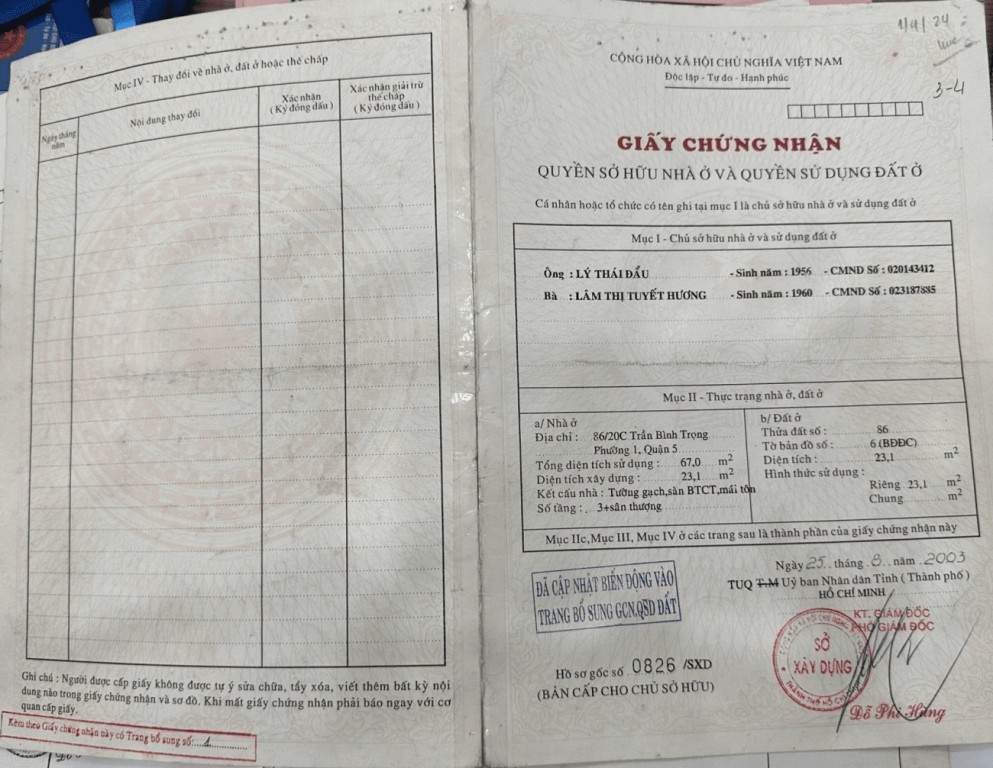 Mục IV - Thay đổi về nhà ở, đất ở hoặc thế chấp
Ngày tháng năm
Nội dung thay đổi
Xác nhận
(Ký đóng dấu)
Xác nhận giải trừ
thế chấp
(Ký đóng dấu)
Ghi chú : Người được cấp giấy không được tự ý sửa chữa, tẩy xóa, viết thêm bất kỳ nội
dung nào trong giấy chứng nhận và sơ đồ. Khi mất giấy chứng nhận phải báo ngay với cơ
quan cấp giấy.
Kèm theo Giấy chứng nhận này có Trang bổ sung số:...1............
3-4
CỘNG HÒA XÃ HỘI CHỦ NGHĨA VIỆT NAM
Độc lập - Tự do - Hạnh phúc
GIẤY CHỨNG NHẬN
QUYỀN SỞ HỮU NHÀ Ở VÀ QUYỀN SỬ DỤNG ĐẤT Ở
Cá nhân hoặc tổ chức có tên ghi tại mục I là chủ sở hữu nhà ở và sử dụng đất ở
Mục I - Chủ sở hữu nhà ở và sử dụng đất ở
Ông : LÝ THÁI ĐẨU - Sinh năm : 1956 - CMND Số : 020143412
Bà : LÂM THỊ TUYẾT HƯƠNG - Sinh năm : 1960 - CMND Số : 023187885
Mục II - Thực trạng nhà ở, đất ở
a/ Nhà ở
Địa chỉ : 86/20C Trần Bình Trọng
Phường 1, Quận 5
Tổng diện tích sử dụng : 67,0 m2
Diện tích xây dựng : 23,1 m2
Kết cấu nhà : Tường gạch,sàn BTCT,mái tôn
Số tầng : 3+sân thượng
b/ Đất ở
Thửa đất số : 86
Tờ bản đồ số : 6 (BĐĐC)
Diện tích : 23,1 m2
Hình thức sử dụng :
Riêng 23,1 m2
Chung m2
Mục IIc,Mục III, Mục IV ở các trang sau là thành phần của giấy chứng nhận này
Ngày 25.. tháng .8.. năm ..2003
TUQ T.M Uỷ ban Nhân dân Tỉnh ( Thành phố )
HỒ CHÍ MINH
KT. GIÁM ĐỐC
PHÓ GIÁM ĐỐC
SỞ
XÂY DỰNG
Đỗ Phi Hùng
ĐÃ CẬP NHẬT BIẾN ĐỘNG VÀO
TRANG BỔ SUNG GCN.QSD ĐẤT
Hồ sơ gốc số 0826 /SXD
(BẢN CẤP CHO CHỦ SỞ HỮU)